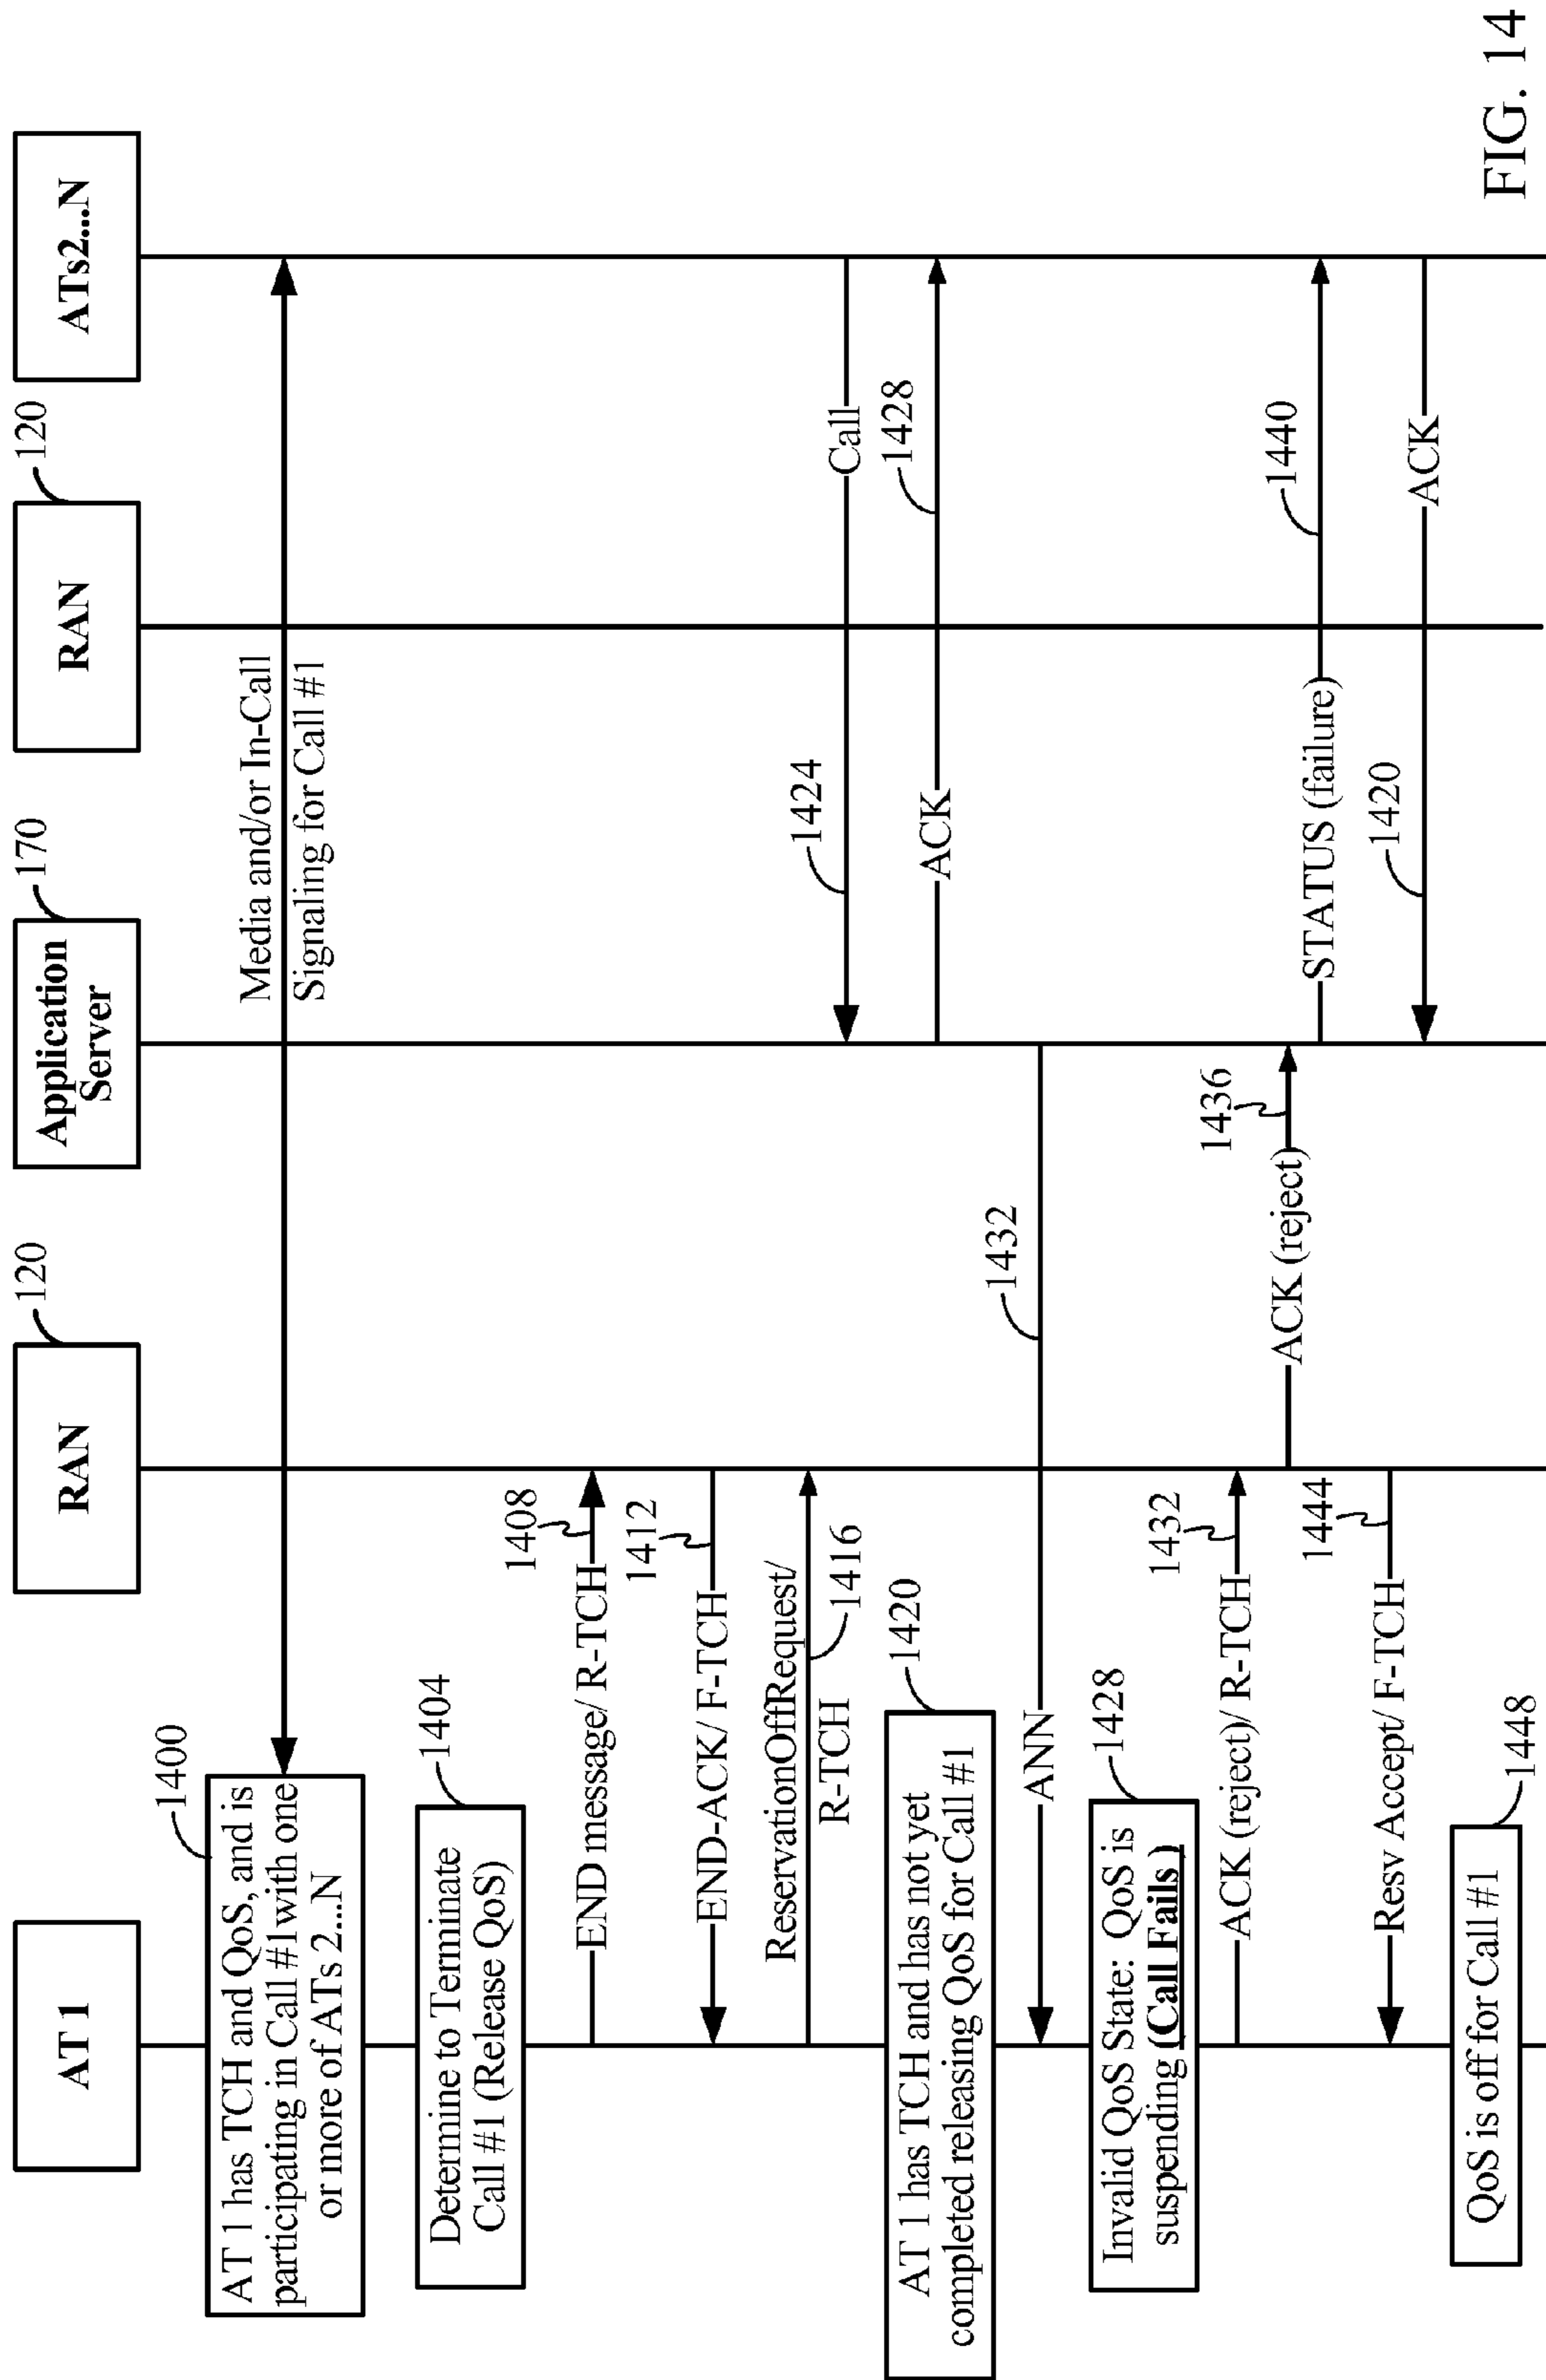 AT 1
RAN
120
Application
Server
170
RAN
120
ATs2...N
1400
AT 1 has TCH and QoS, and is
participating in Call #1with one
or more of ATs 2...N
Media and/or In-Call
Signaling for Call #1
1404
Determine to Terminate
Call #1 (Release QoS)
END message/ R-TCH
1408
END-ACK/ F-TCH
1412
ReservationOffRequest/
R-TCH
1416
1424
Call
1420
AT 1 has TCH and has not yet
completed releasing QoS for Call #1
ACK
1428
ANN
1432
1428
Invalid QoS State: QoS is
suspending (Call Fails )
ACK (reject)/ R-TCH
1432
ACK (reject)
1436
STATUS (failure)
1440
Resv Accept/ F-TCH
1444
1420
ACK
1448
QoS is off for Call #1
FIG. 14